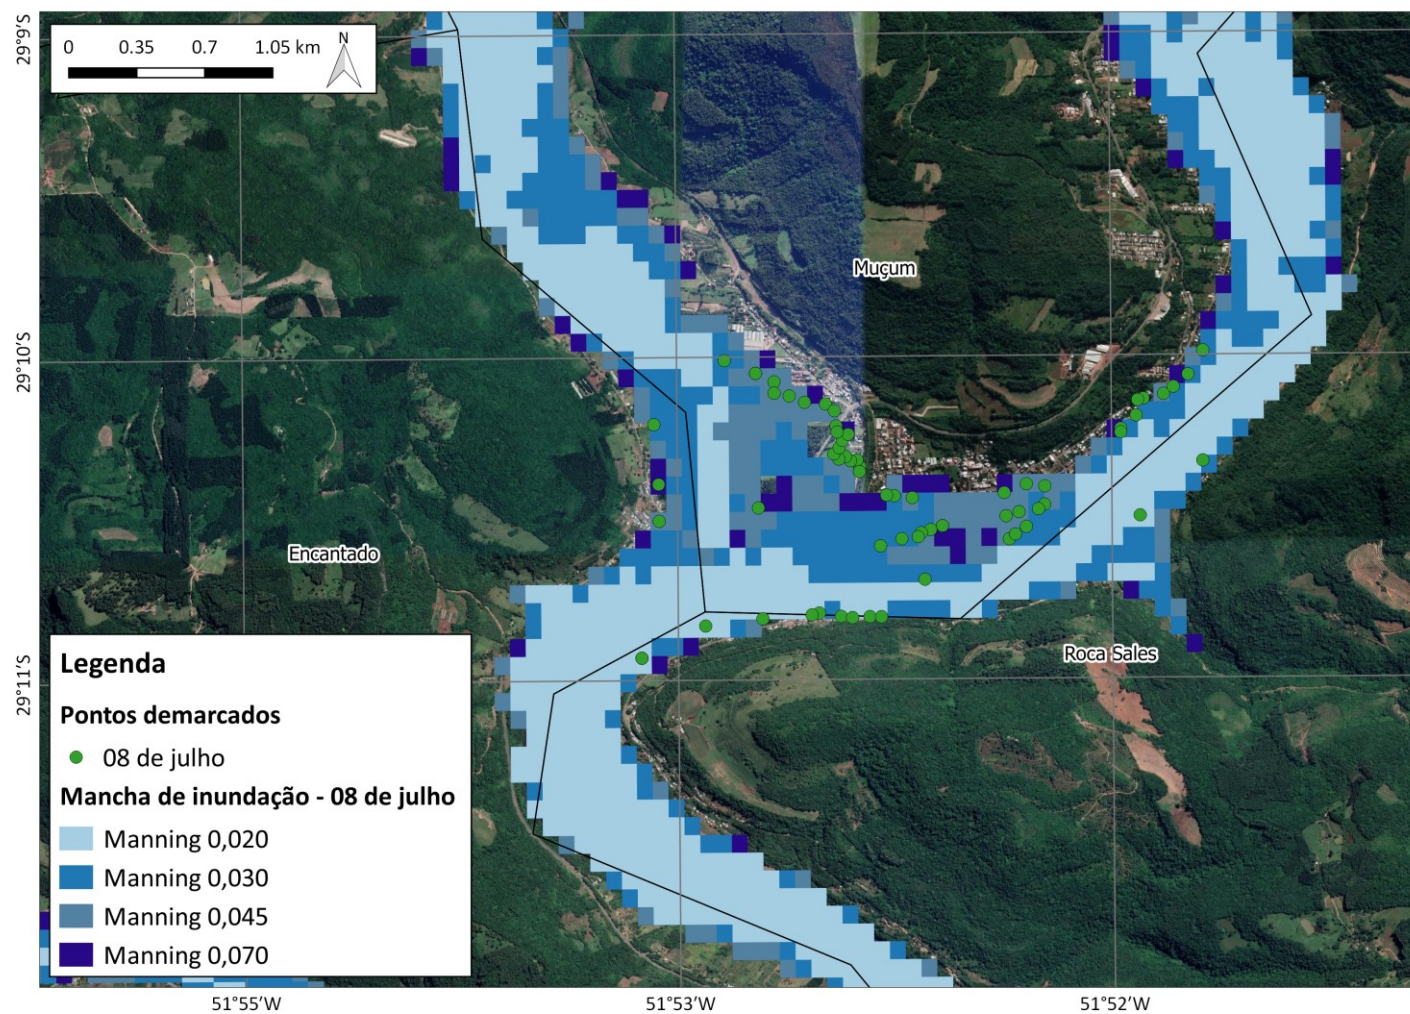 0 0.35 0.7 1.05 km
N
29°9'S
29°10'S
29°11'S
Muçum
Encantado
Roca Sales
Legenda
Pontos demarcados
08 de julho
Mancha de inundação - 08 de julho
Manning 0,020
Manning 0,030
Manning 0,045
Manning 0,070
51°55'W 51°53'W 51°52'W